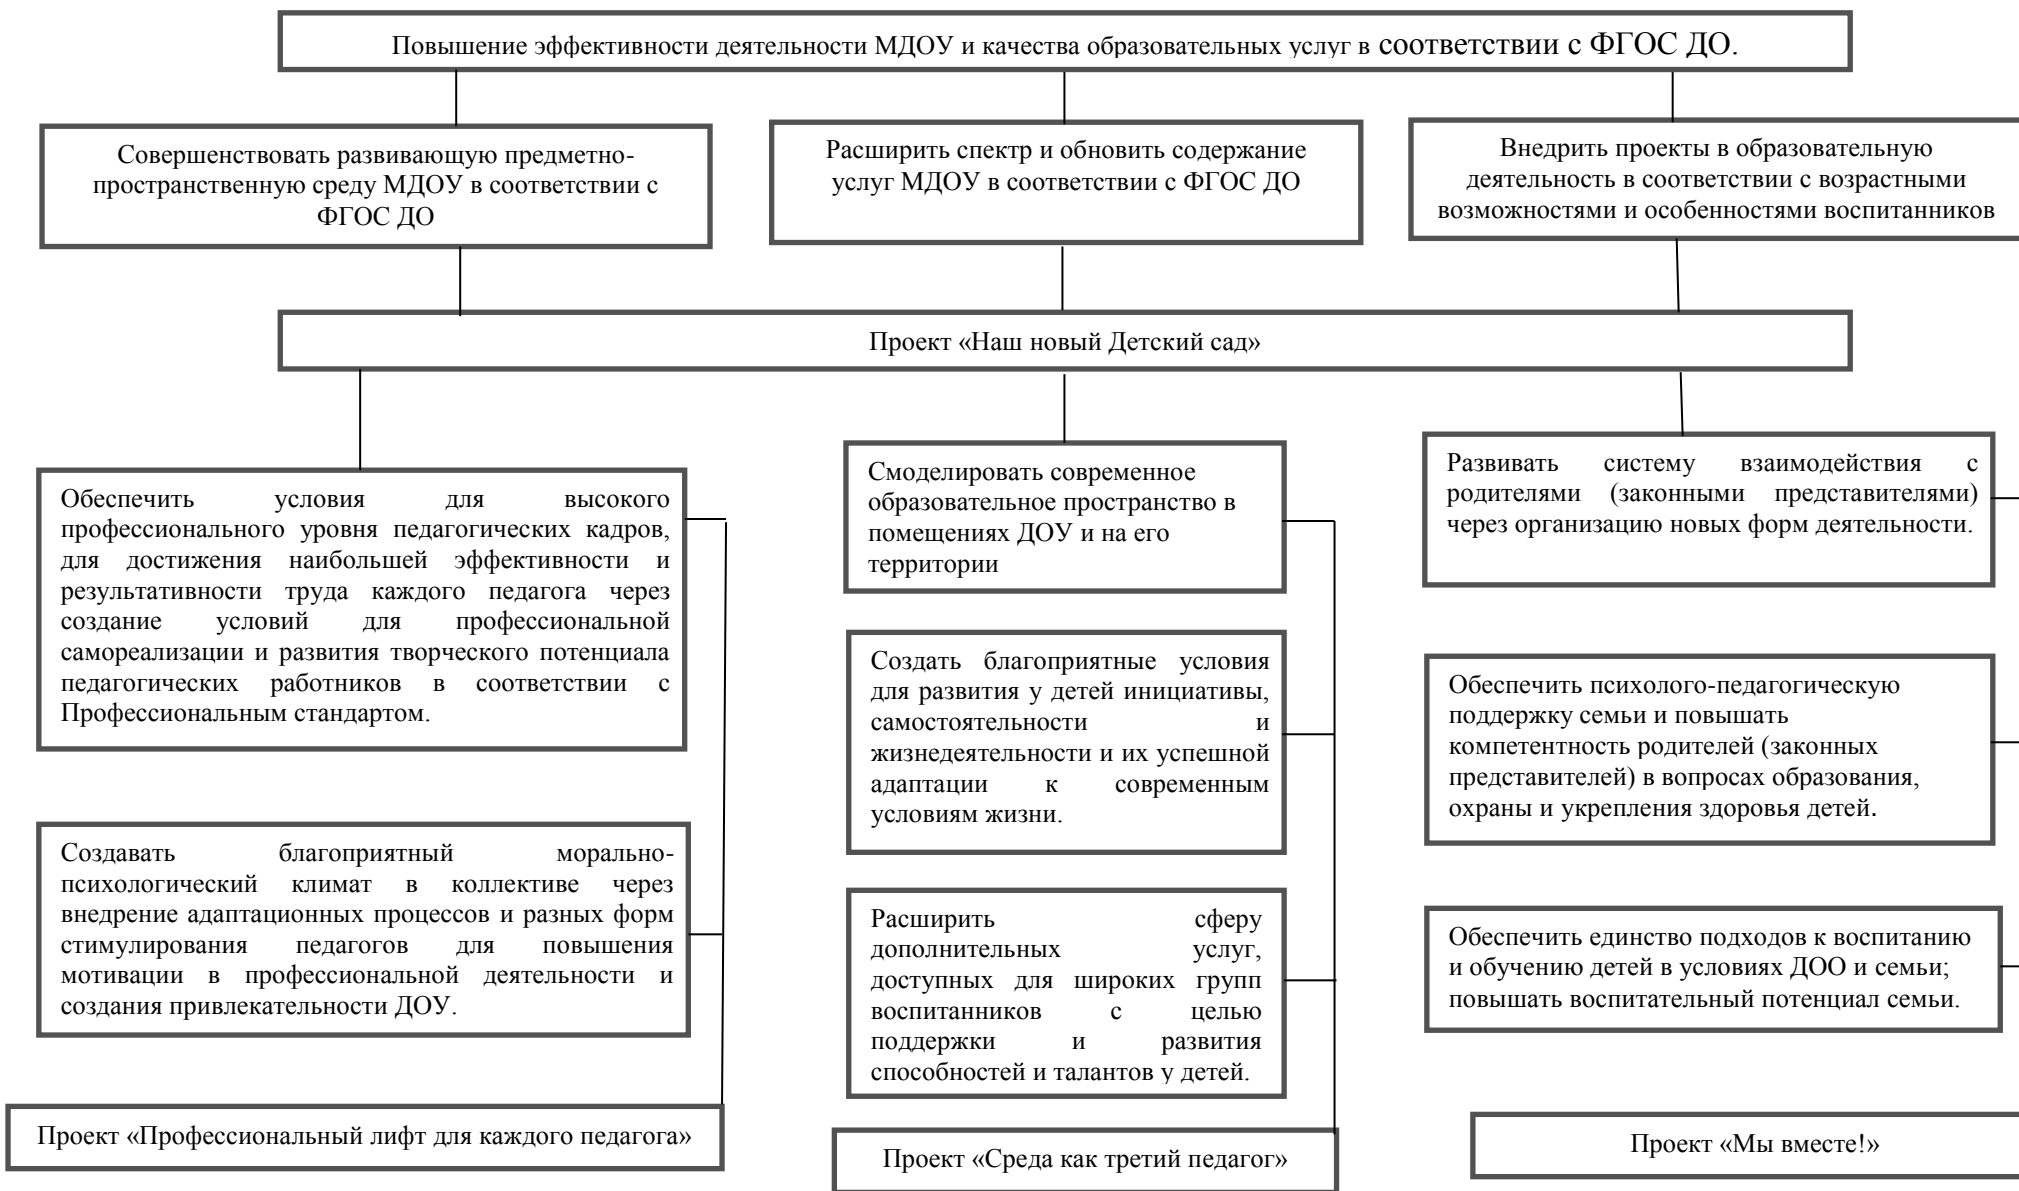 Повышение эффективности деятельности МДОУ и качества образовательных услуг в соответствии с ФГОС ДО.
Совершенствовать развивающую предметно-
пространственную среду МДОУ в соответствии с
ФГОС ДО
Расширить спектр и обновить содержание
услуг МДОУ в соответствии с ФГОС ДО
Внедрить проекты в образовательную
деятельность в соответствии с возрастными
возможностями и особенностями воспитанников
Проект «Наш новый Детский сад»
Обеспечить условия для высокого
профессионального уровня педагогических кадров,
для достижения наибольшей эффективности и
результативности труда каждого педагога через
создание условий для профессиональной
самореализации и развития творческого потенциала
педагогических работников в соответствии с
Профессиональным стандартом.
Создавать благоприятный морально-
психологический климат в коллективе через
внедрение адаптационных процессов и разных форм
стимулирования педагогов для повышения
мотивации в профессиональной деятельности и
создания привлекательности ДОУ.
Проект «Профессиональный лифт для каждого педагога»
Смоделировать современное
образовательное пространство в
помещениях ДОУ и на его
территории
Создать благоприятные условия
для развития у детей инициативы,
самостоятельности и
жизнедеятельности и их успешной
адаптации к современным
условиям жизни.
Расширить сферу
дополнительных услуг,
доступных для широких групп
воспитанников с целью
поддержки и развития
способностей и талантов у детей.
Проект «Среда как третий педагог»
Развивать систему взаимодействия с
родителями (законными представителями)
через организацию новых форм деятельности.
Обеспечить психолого-педагогическую
поддержку семьи и повышать
компетентность родителей (законных
представителей) в вопросах образования,
охраны и укрепления здоровья детей.
Обеспечить единство подходов к воспитанию
и обучению детей в условиях ДОО и семьи;
повышать воспитательный потенциал семьи.
Проект «Мы вместе!»